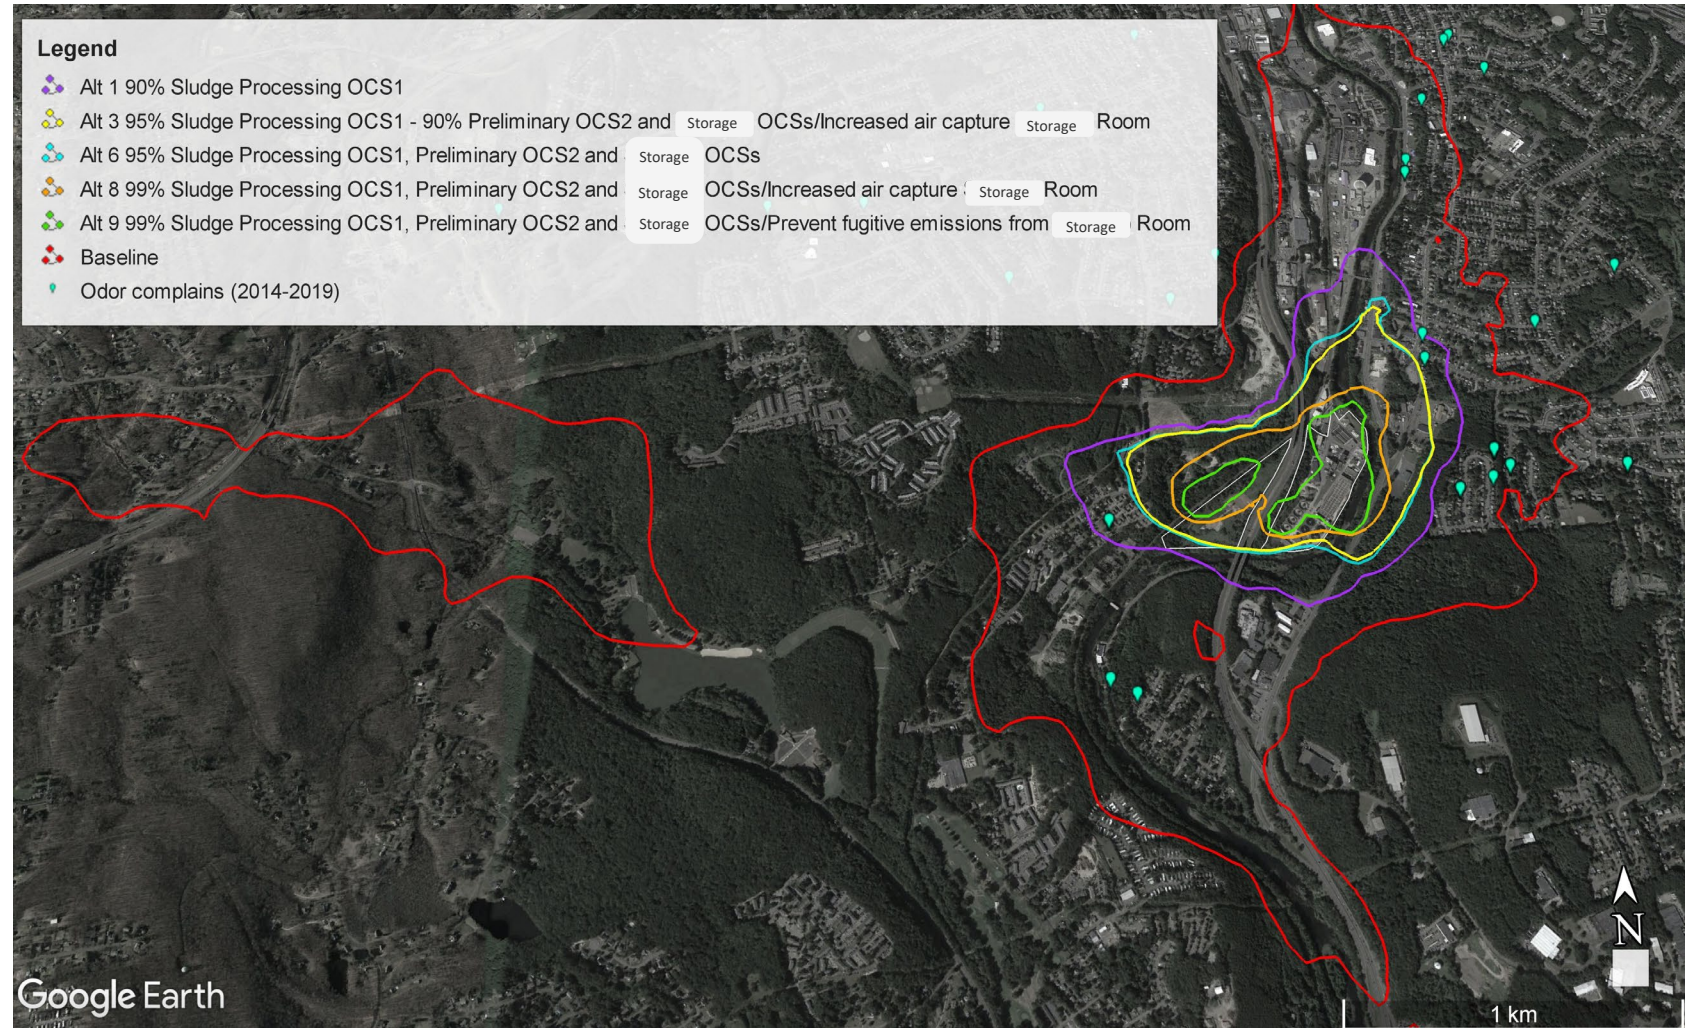 Legend
Alt 1 90% Sludge Processing OCS1
Alt 3 95% Sludge Processing OCS1 - 90% Preliminary OCS2 and Storage OCSs/Increased air capture Storage Room
Alt 6 95% Sludge Processing OCS1, Preliminary OCS2 and Storage OCSs
Alt 8 99% Sludge Processing OCS1, Preliminary OCS2 and Storage OCSs/Increased air capture Storage Room
Alt 9 99% Sludge Processing OCS1, Preliminary OCS2 and Storage OCSs/Prevent fugitive emissions from Storage Room
Baseline
Odor complains (2014-2019)
N
Google Earth
1 km